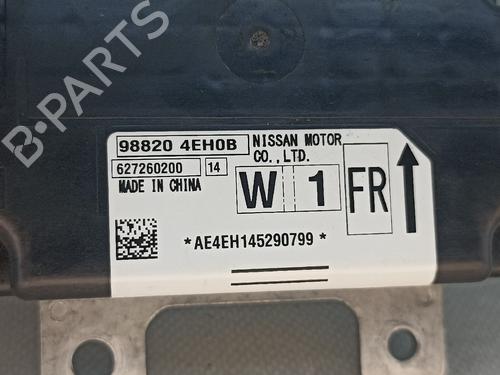 98820 4EH0B
NISSAN MOTOR
CO.,LTD.
627260200 14
MADE IN CHINA
W 1 FR
*AE4EH145290799*
B PARTS